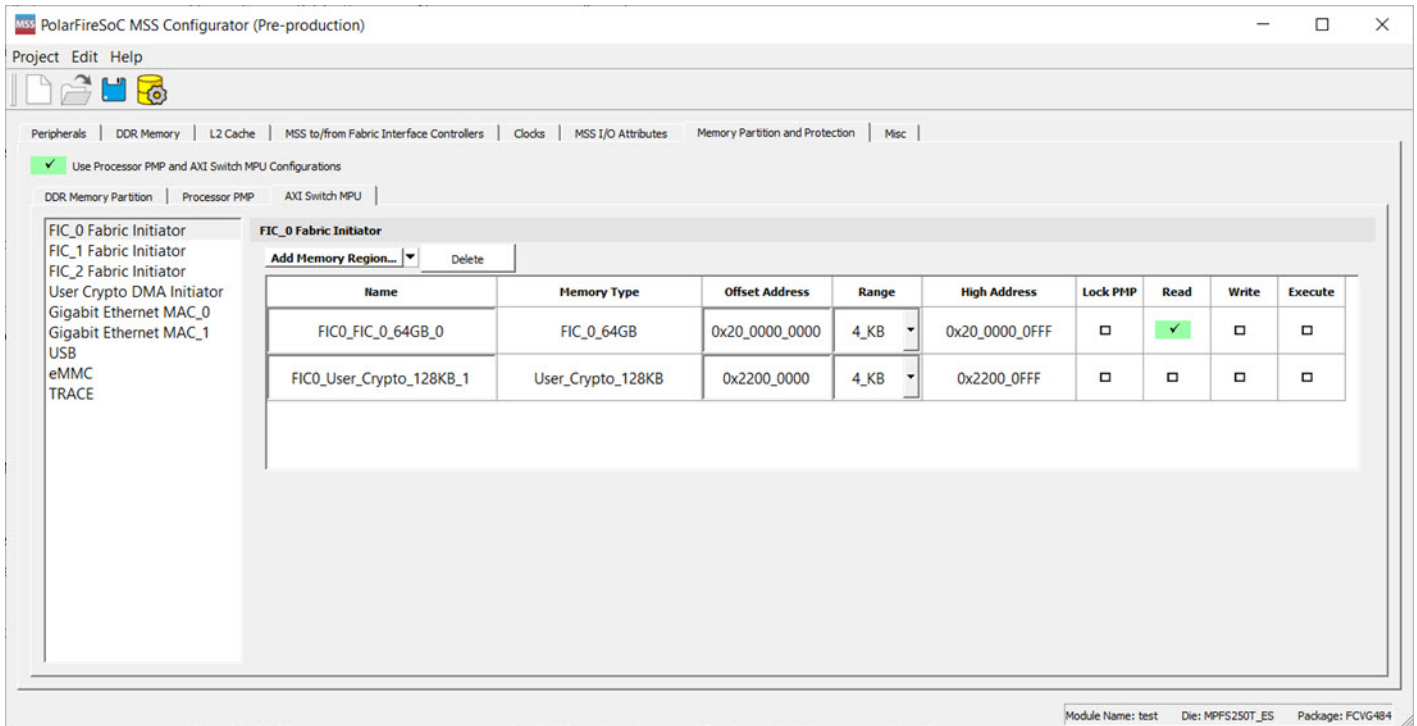 MSS PolarFireSoC MSS Configurator (Pre-production)
Project Edit Help
Peripherals DDR Memory L2 Cache MSS to/from Fabric Interface Controllers Clocks MSS I/O Attributes Memory Partition and Protection Misc
Use Processor PMP and AXI Switch MPU Configurations
DDR Memory Partition Processor PMP AXI Switch MPU
FIC_0 Fabric Initiator
FIC_1 Fabric Initiator
FIC_2 Fabric Initiator
User Crypto DMA Initiator
Gigabit Ethernet MAC_0
Gigabit Ethernet MAC_1
USB
eMMC
TRACE
FIC_0 Fabric Initiator
Add Memory Region... Delete
Name Memory Type Offset Address Range High Address Lock PMP Read Write Execute
FIC0_FIC_0_64GB_0 FIC_0_64GB 0x20_0000_0000 4_KB 0x20_0000_0FFF
FIC0_User_Crypto_128KB_1 User_Crypto_128KB 0x2200_0000 4_KB 0x2200_0FFF
Module Name: test Die: MPFS250T_ES Package: FCVG484